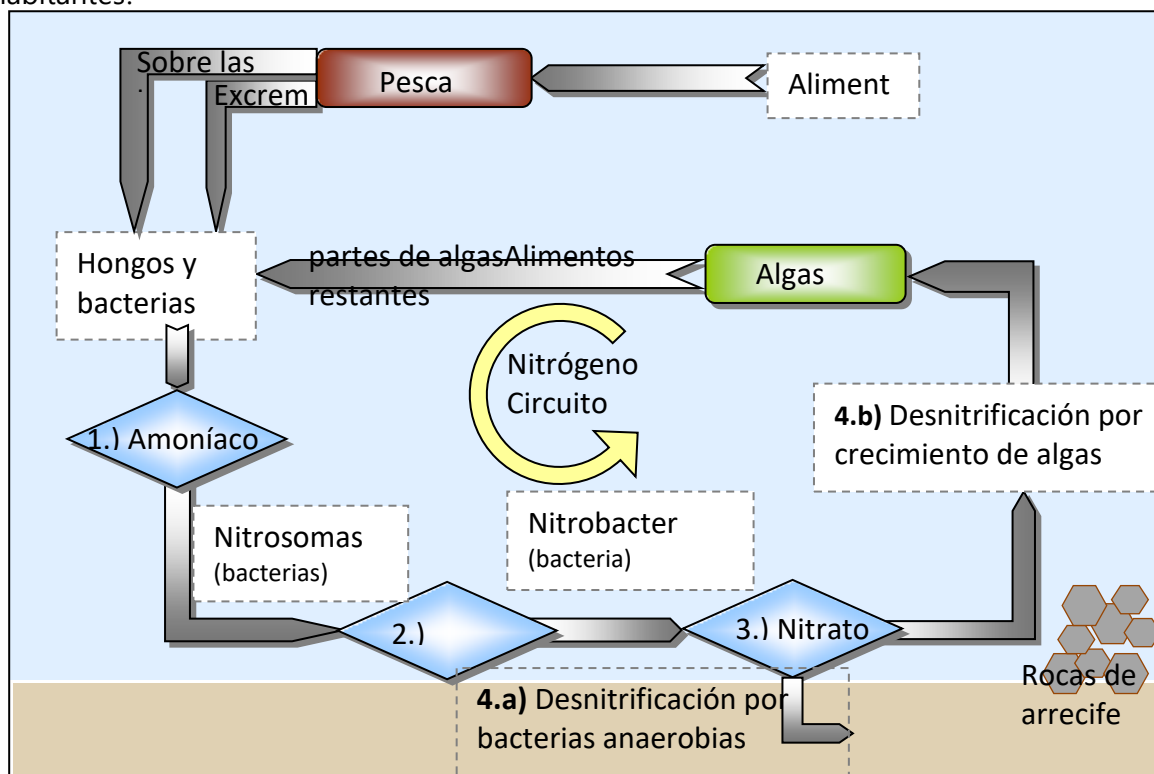 Sobre las
Pesca
Aliment
Excrem
Hongos y
bacterias
partes de algasAlimentos
restantes
Algas
Nitrógeno
Circuito
1.) Amoníaco
4.b) Desnitrificación por
crecimiento de algas
Nitrosomas
(bacterias)
Nitrobacter
(bacteria)
2.)
3.) Nitrato
4.a) Desnitrificación por
bacterias anaerobias
Rocas de
arrecife